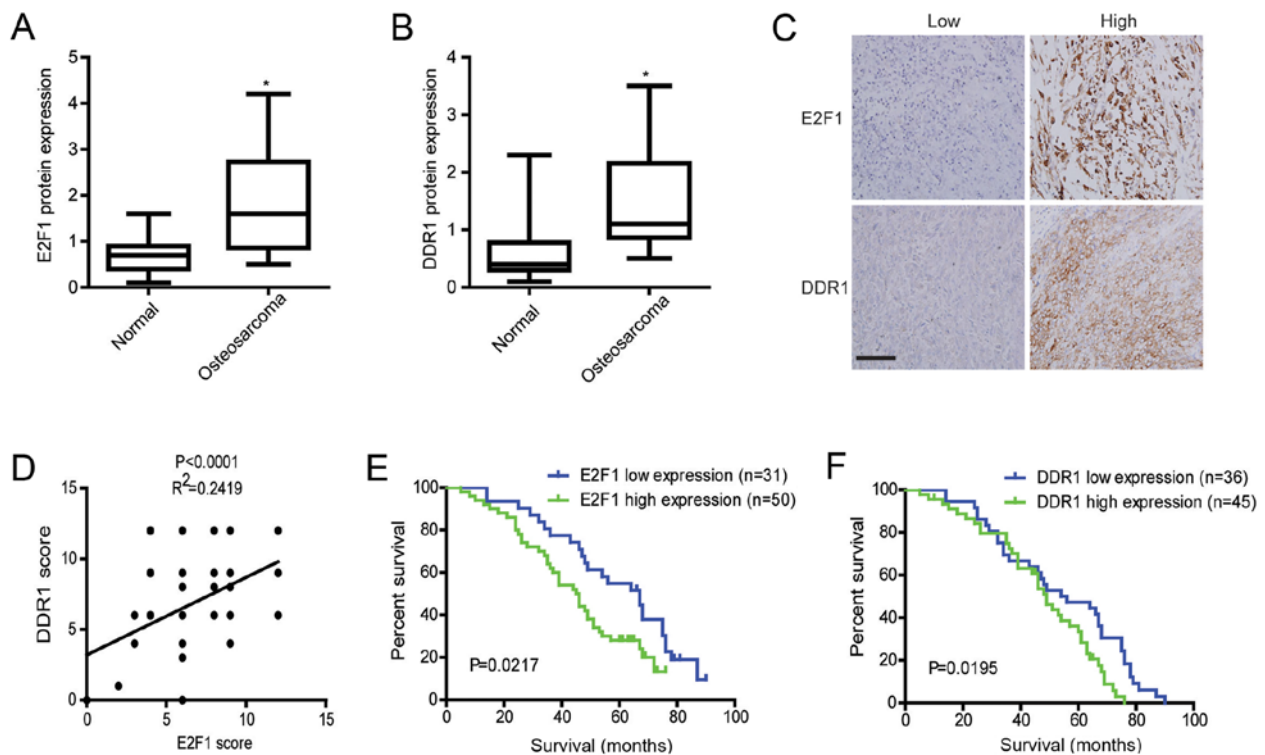 A
E2F1 protein expression
5
4
3
2
1
0
*
Normal
Osteosarcoma
B
DDR1 protein expression
4
3
2
1
0
*
Normal
Osteosarcoma
C
Low
High
E2F1
DDR1
D
P<0.0001
R²=0.2419
DDR1 score
15
10
5
0
0
5
10
15
E2F1 score
E
E2F1 low expression (n=31)
E2F1 high expression (n=50)
Percent survival
100
80
60
40
20
0
P=0.0217
0
20
40
60
80
100
Survival (months)
F
DDR1 low expression (n=36)
DDR1 high expression (n=45)
Percent survival
100
80
60
40
20
0
P=0.0195
0
20
40
60
80
100
Survival (months)